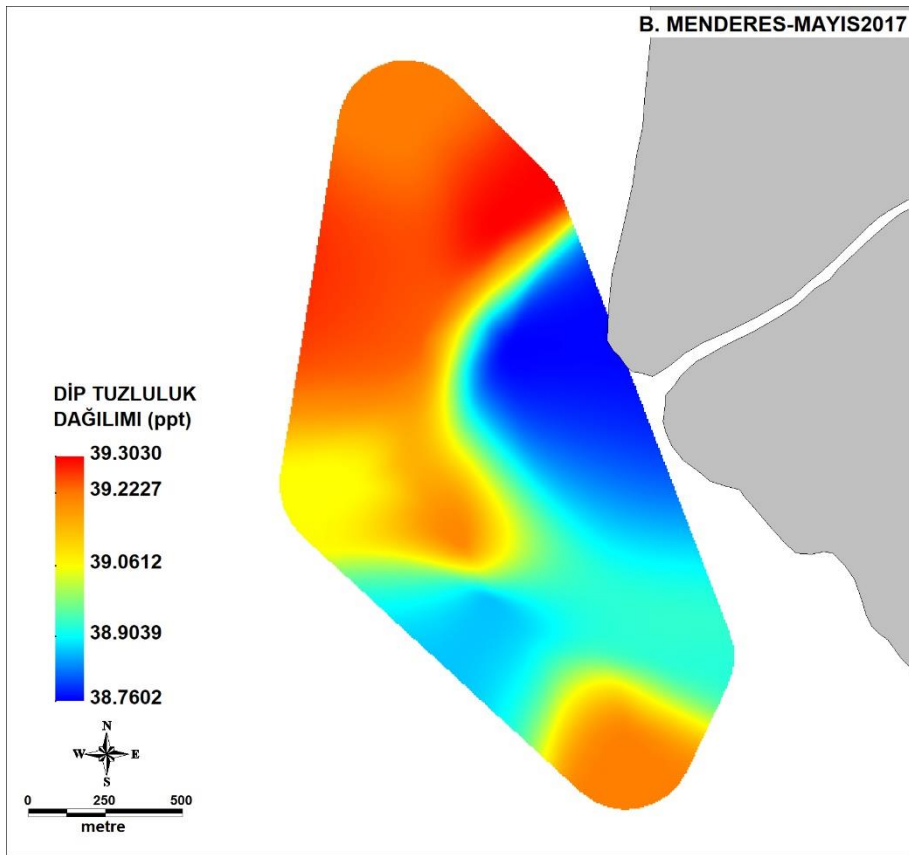 B. MENDERES-MAYIS2017
DİP TUZLULUK
DAĞILIMI (ppt)
39.3030
39.2227
39.0612
38.9039
38.7602
N
W E
S
0 250 500
metre